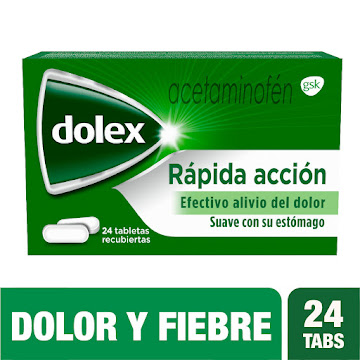 acetaminofén
gsk
dolex
Rápida acción
Efectivo alivio del dolor
Suave con su estómago
24 tabletas
recubiertas
DOLOR Y FIEBRE
24
TABS